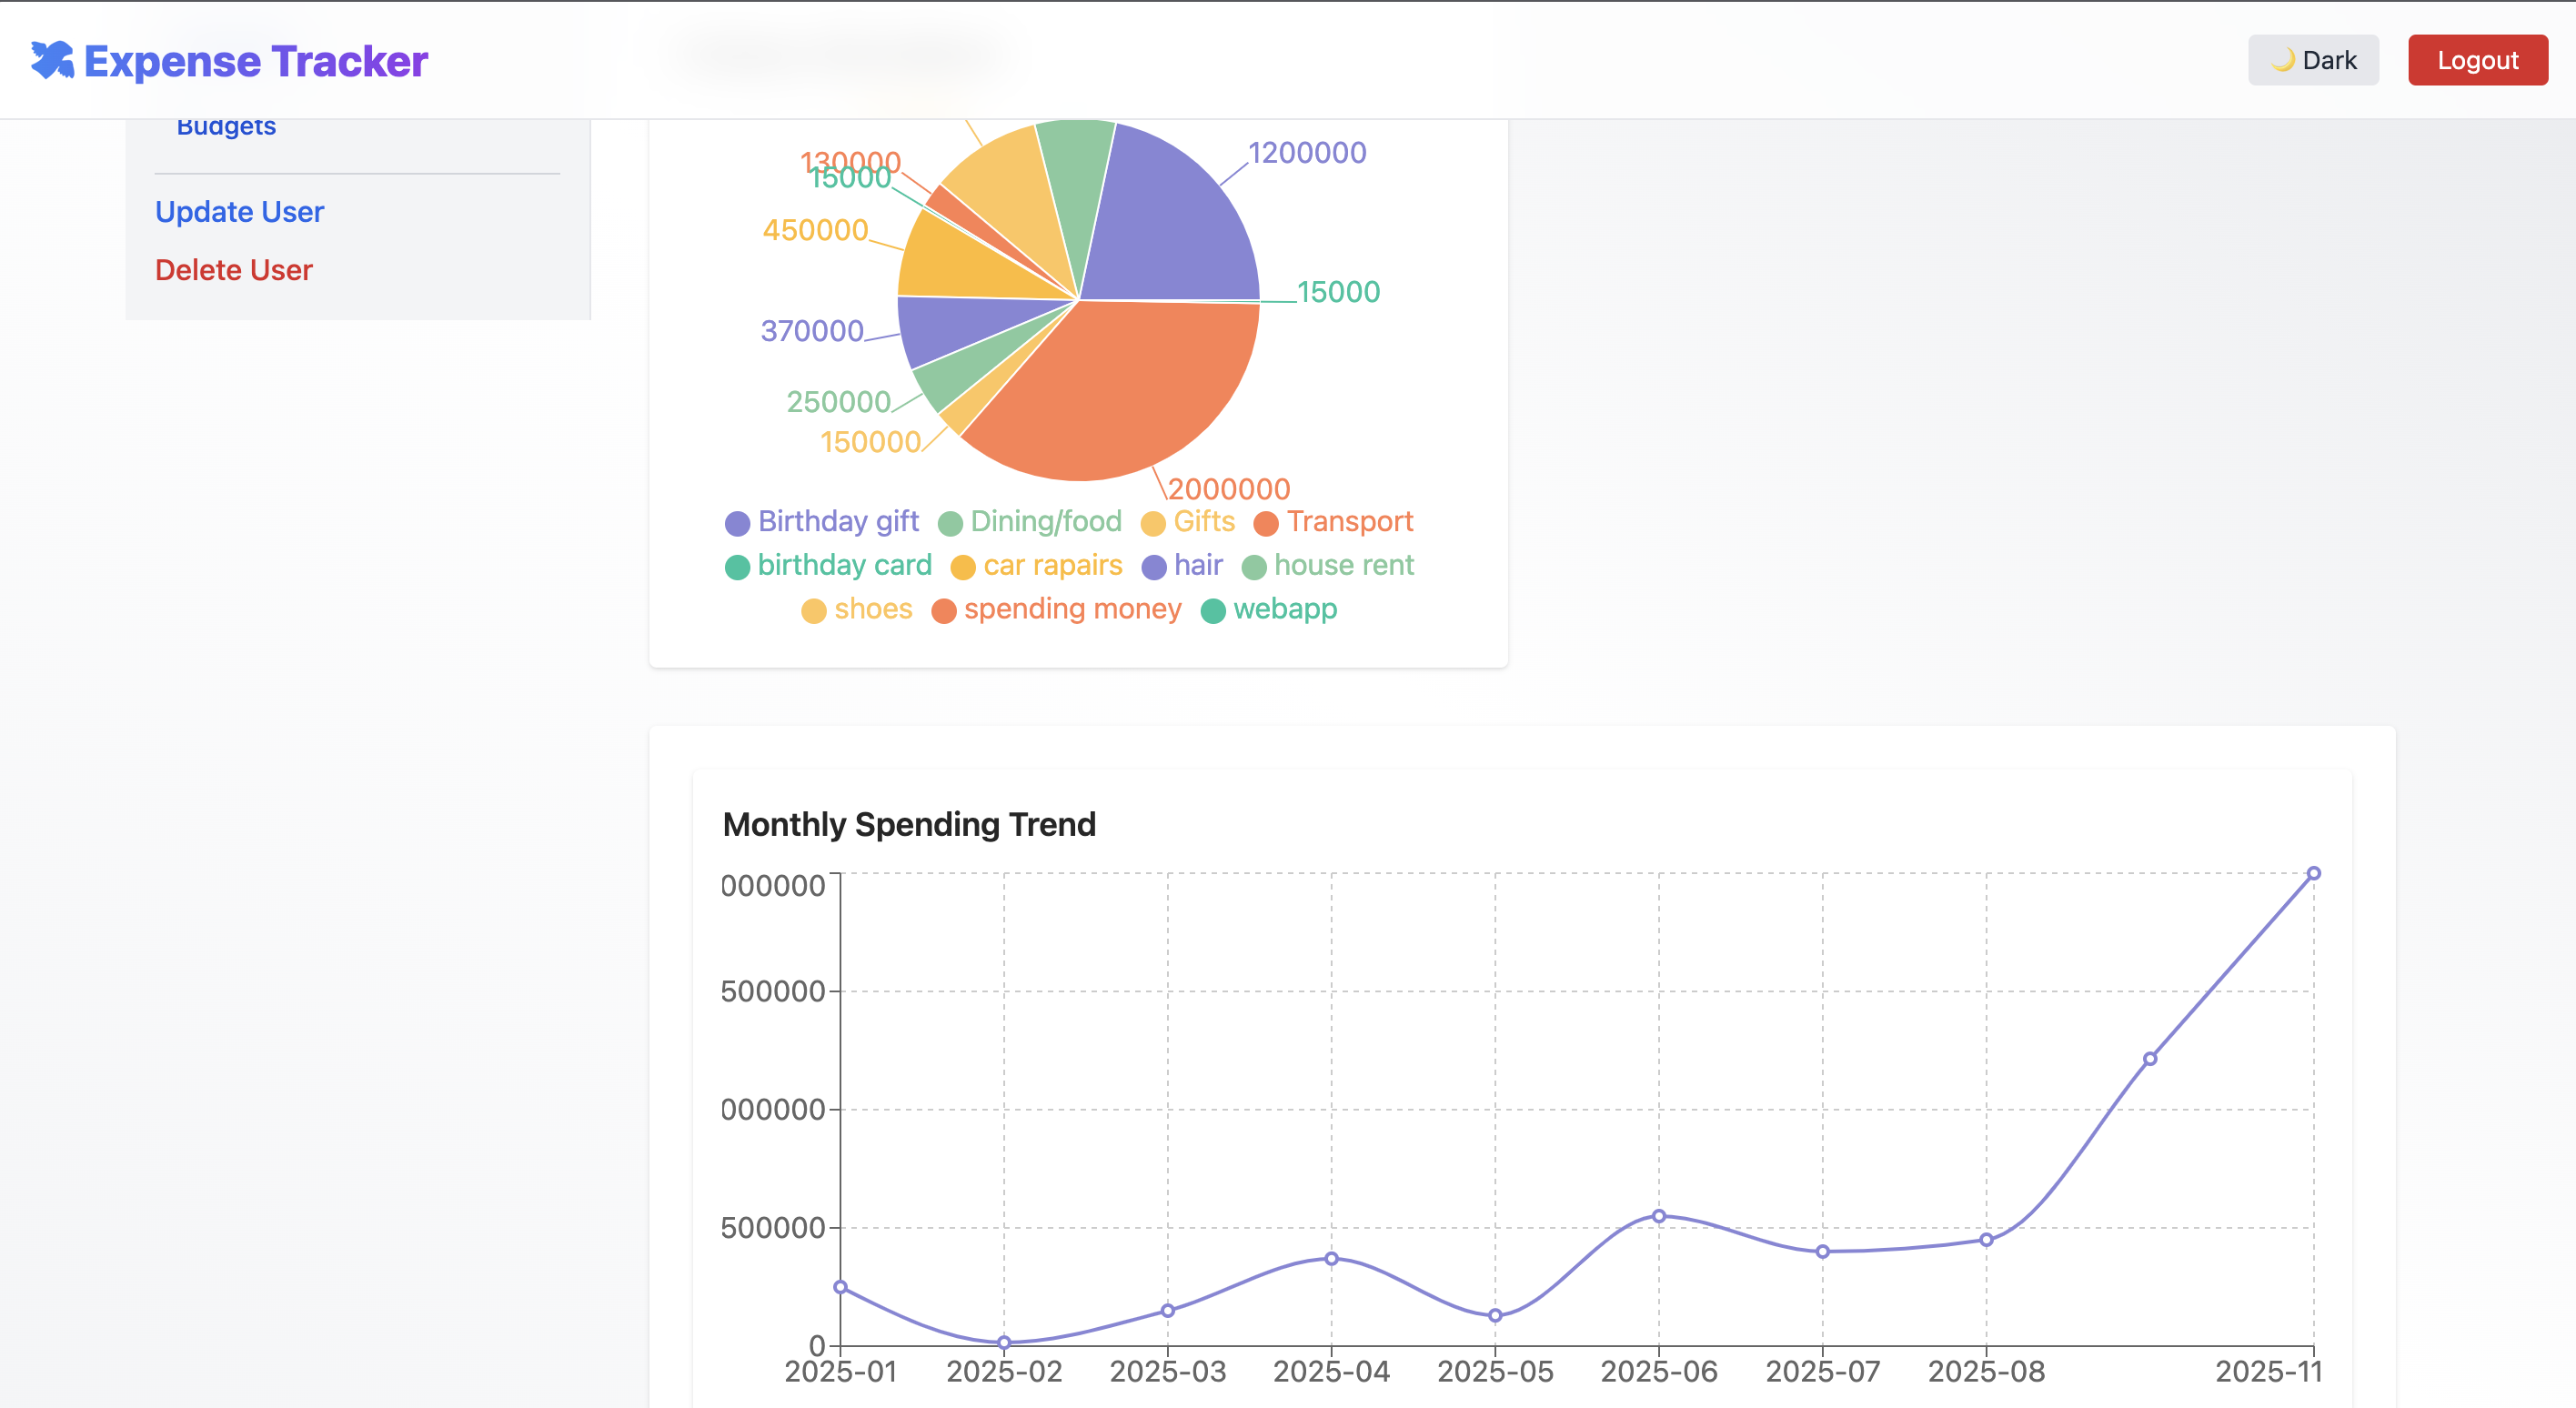 Expense Tracker
🌙 Dark
Logout
Budgets
Update User
Delete User
1200000
130000
15000
450000
15000
370000
250000
150000
2000000
Birthday gift Dining/food Gifts Transport
birthday card car rapairs hair house rent
shoes spending money webapp
Monthly Spending Trend
000000
500000
000000
500000
0
2025-01 2025-02 2025-03 2025-04 2025-05 2025-06 2025-07 2025-08 2025-11